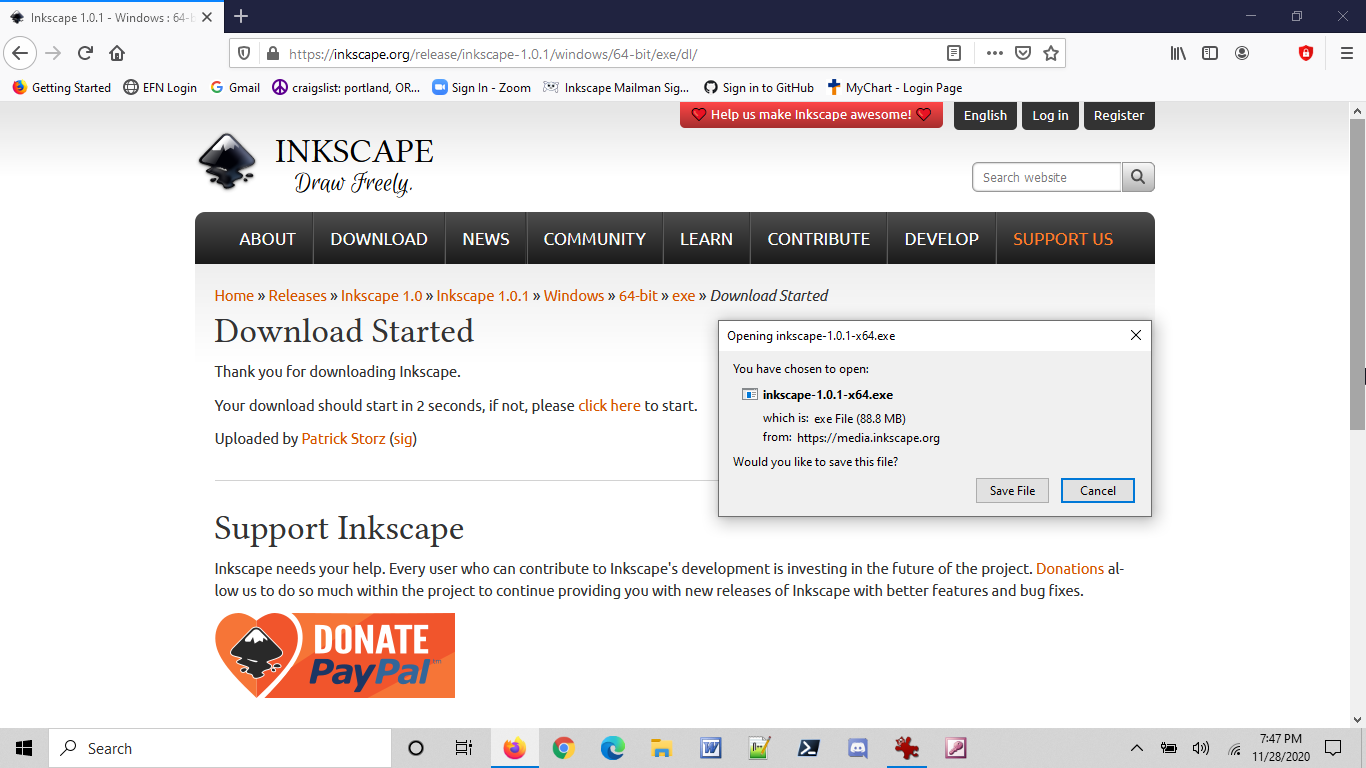 Inkscape 1.0.1 - Windows : 64-b
https://inkscape.org/release/inkscape-1.0.1/windows/64-bit/exe/dl/
Getting Started EFN Login Gmail craigslist: portland, OR... Sign In - Zoom Inkscape Mailman Sig... Sign in to GitHub MyChart - Login Page
Help us make Inkscape awesome! English Log in Register
INKSCAPE
Draw Freely.
Search website
ABOUT DOWNLOAD NEWS COMMUNITY LEARN CONTRIBUTE DEVELOP SUPPORT US
Home » Releases » Inkscape 1.0 » Inkscape 1.0.1 » Windows » 64-bit » exe » Download Started
Download Started
Thank you for downloading Inkscape.
Your download should start in 2 seconds, if not, please click here to start.
Uploaded by Patrick Storz (sig)
Opening inkscape-1.0.1-x64.exe
You have chosen to open:
inkscape-1.0.1-x64.exe
which is: exe File (88.8 MB)
from: https://media.inkscape.org
Would you like to save this file?
Save File Cancel
Support Inkscape
Inkscape needs your help. Every user who can contribute to Inkscape's development is investing in the future of the project. Donations al-
low us to do so much within the project to continue providing you with new releases of Inkscape with better features and bug fixes.
DONATE
PayPal
Search
7:47 PM
11/28/2020